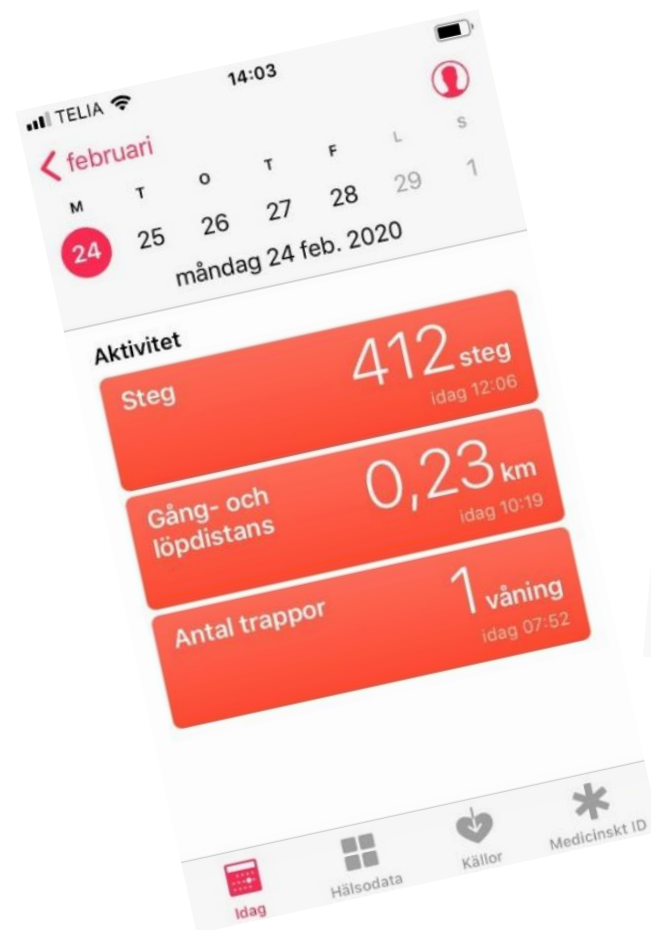 TELIA
14:03
februari
M T O T F L S
24 25 26 27 28 29 1
måndag 24 feb. 2020
Aktivitet
Steg
412 steg
idag 12:06
Gång- och
löpdistans
0,23 km
idag 10:19
Antal trappor
1 våning
idag 07:52
Idag
Hälsodata
Källor
Medicinskt ID